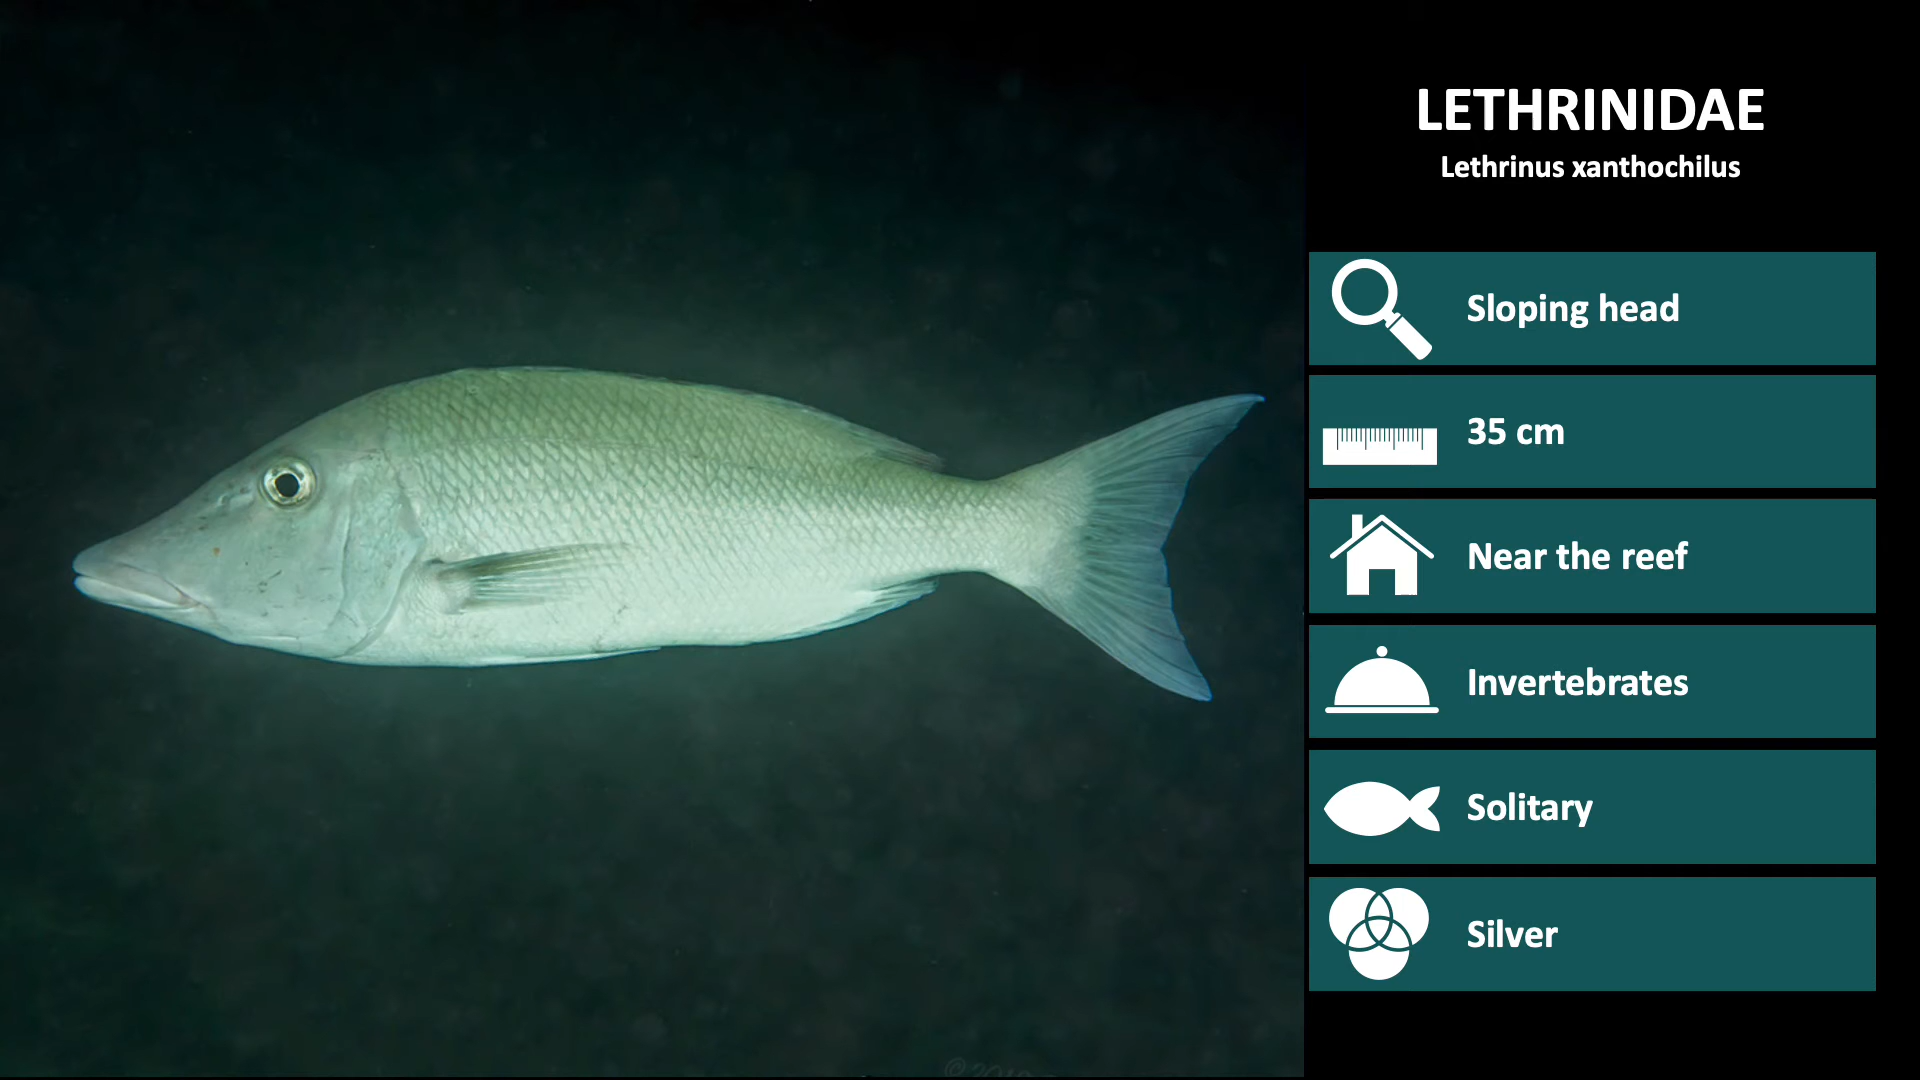 LETHRINIDAE
Lethrinus xanthochilus
Sloping head
35 cm
Near the reef
Invertebrates
Solitary
Silver